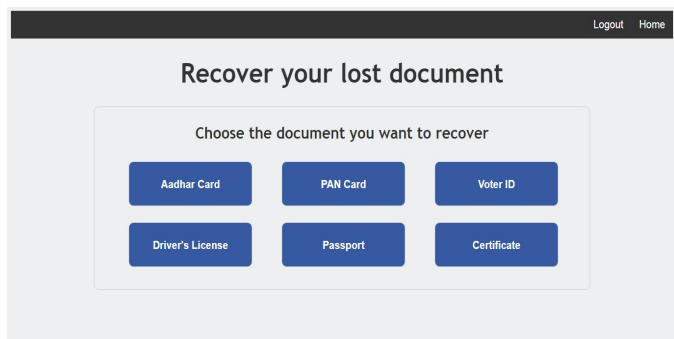 Logout Home
Recover your lost document
Choose the document you want to recover
Aadhar Card PAN Card Voter ID
Driver's License Passport Certificate